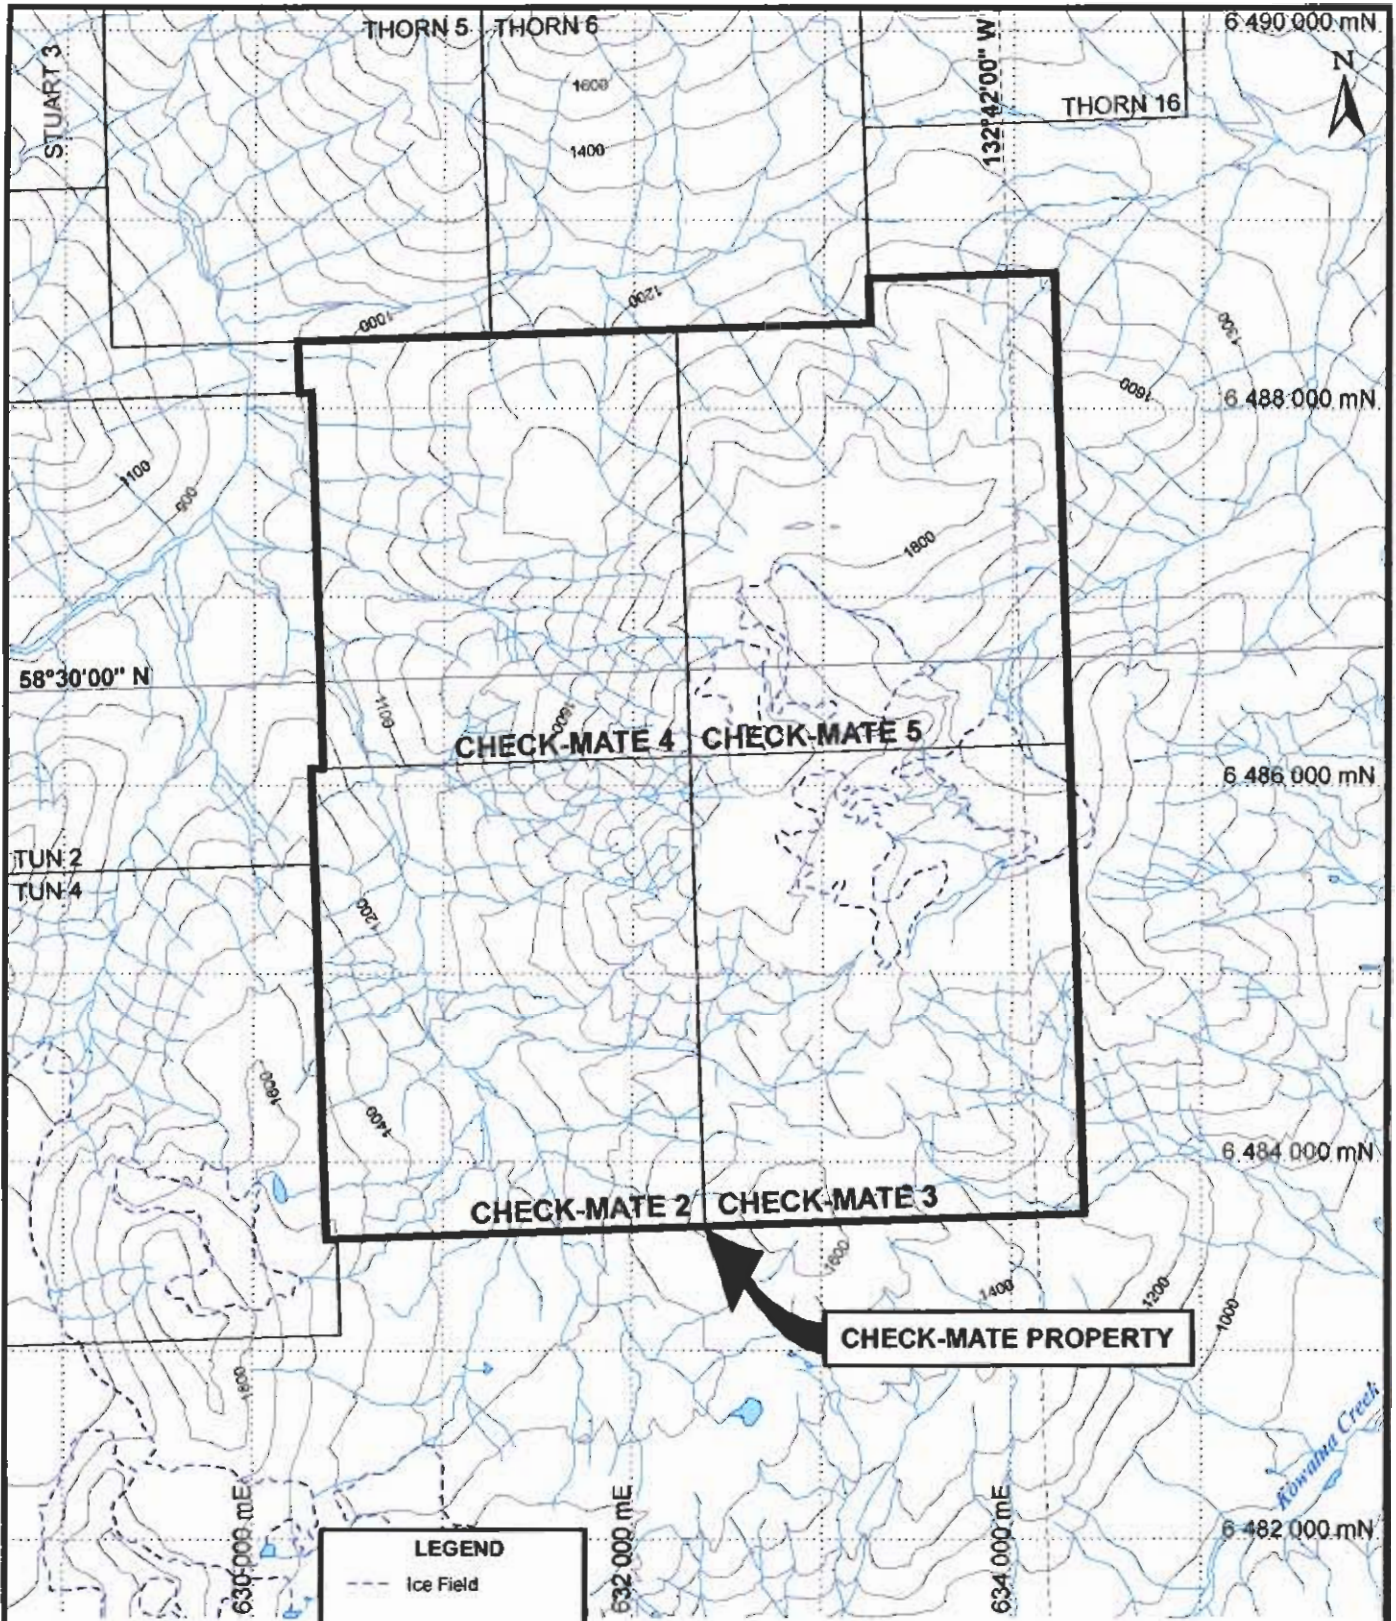 THORN 5
THORN 6
6 490 000 mN
N
STUART 3
1600
132°42'00" W
THORN 16
1400
1200
1000
1300
1600
6 488 000 mN
1100
900
1800
58°30'00" N
1100
1600
CHECK-MATE 4
CHECK-MATE 5
6 486 000 mN
TUN 2
TUN 4
1200
1600
1400
6 484 000 mN
CHECK-MATE 2
CHECK-MATE 3
1600
1400
1200
1000
CHECK-MATE PROPERTY
1800
Kowatua Creek
630 000 mE
632 000 mE
634 000 mE
6 482 000 mN
LEGEND
Ice Field